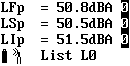 LFp = 50.8dBA 0
LSp = 50.5dBA 0
LIp = 51.5dBA 0
List L0